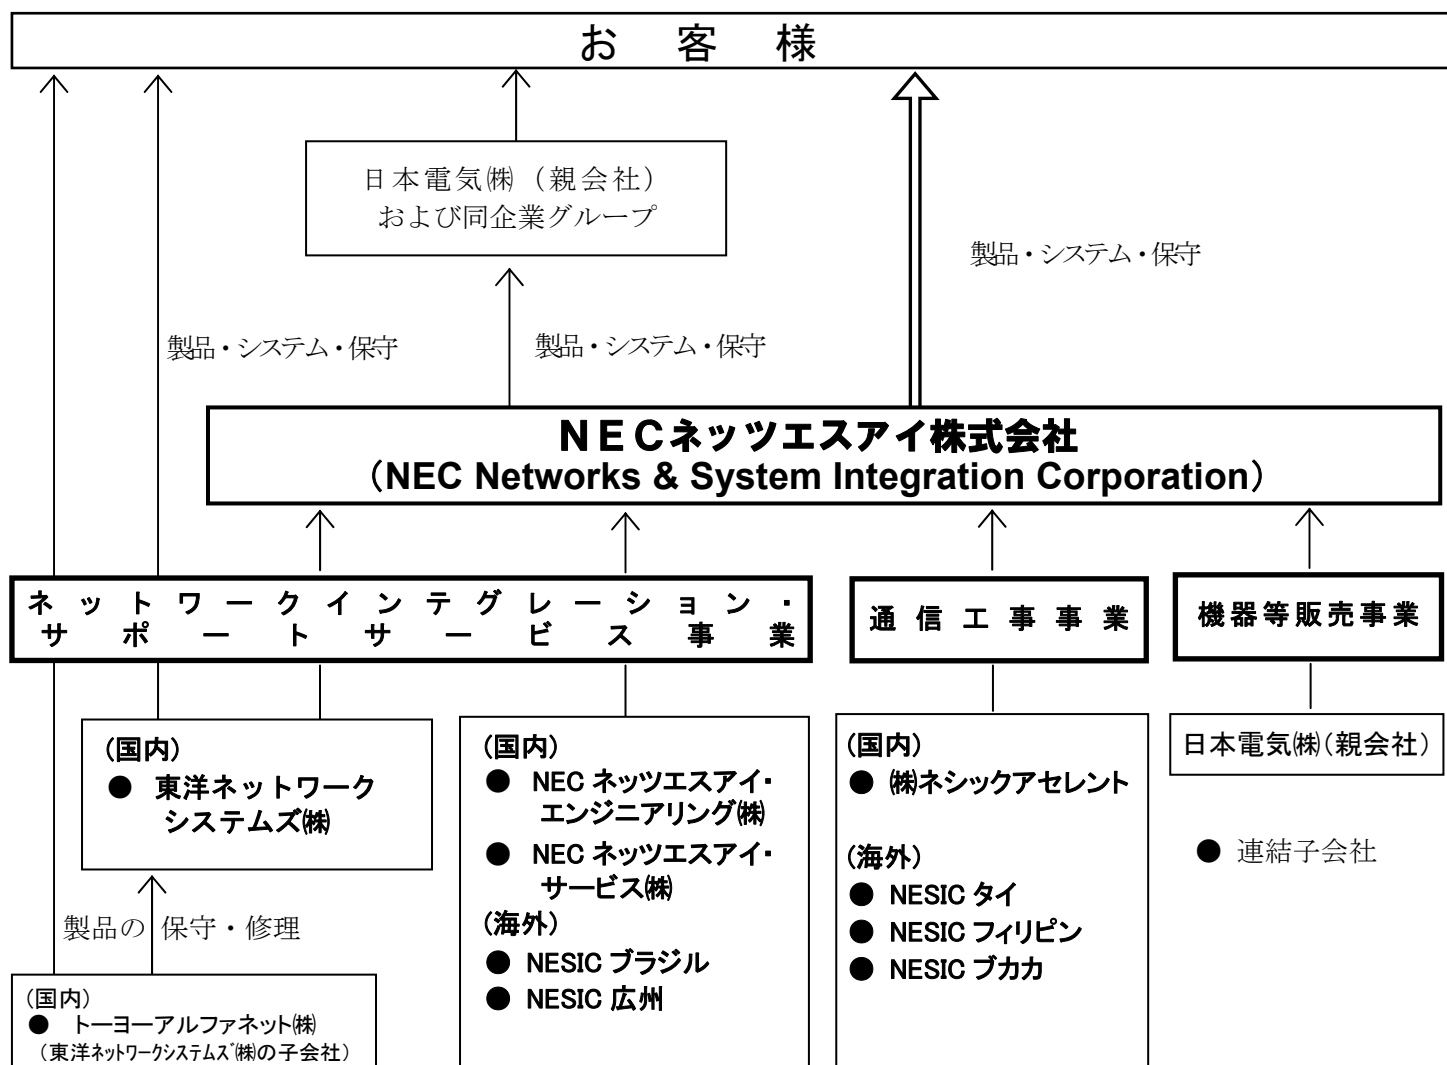 お 客 様
日本電気㈱（親会社）
および同企業グループ
製品・システム・保守
製品・システム・保守
製品・システム・保守
ＮＥＣネッツエスアイ株式会社
（NEC Networks & System Integration Corporation）
ネットワークインテグレーション・
サポートサービス事業
通信工事事業
機器等販売事業
(国内)
● 東洋ネットワーク
システムズ㈱
(国内)
● NEC ネッツエスアイ・
エンジニアリング㈱
● NEC ネッツエスアイ・
サービス㈱
(海外)
● NESIC ブラジル
● NESIC 広州
(国内)
● ㈱ネシックアセレント
(海外)
● NESIC タイ
● NESIC フィリピン
● NESIC ブカカ
日本電気㈱(親会社)
● 連結子会社
製品の保守・修理
(国内)
● トーヨーアルファネット㈱
（東洋ネットワークシステムズ㈱の子会社）